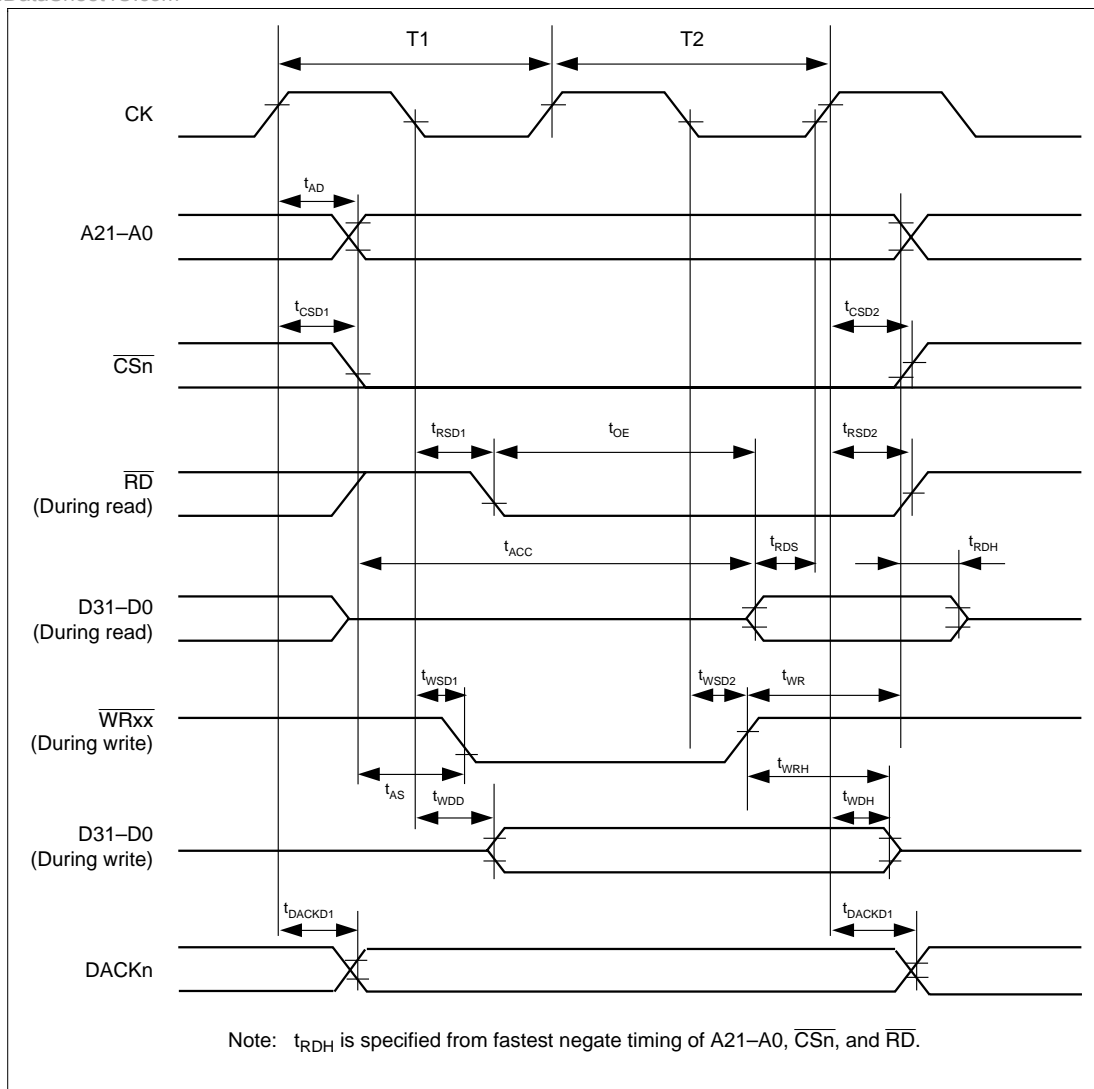 T1 T2
CK
tAD
A21–A0
tCSD1 tCSD2
CSn
tRSD1 tOE tRSD2
RD
(During read)
tACC tRDS tRDH
D31–D0
(During read)
tWSD1 tWSD2 tWR
WRxx
(During write)
tWRH
tAS tWDD tWDH
D31–D0
(During write)
tDACKD1 tDACKD1
DACKn
Note: tRDH is specified from fastest negate timing of A21–A0, CSn, and RD.